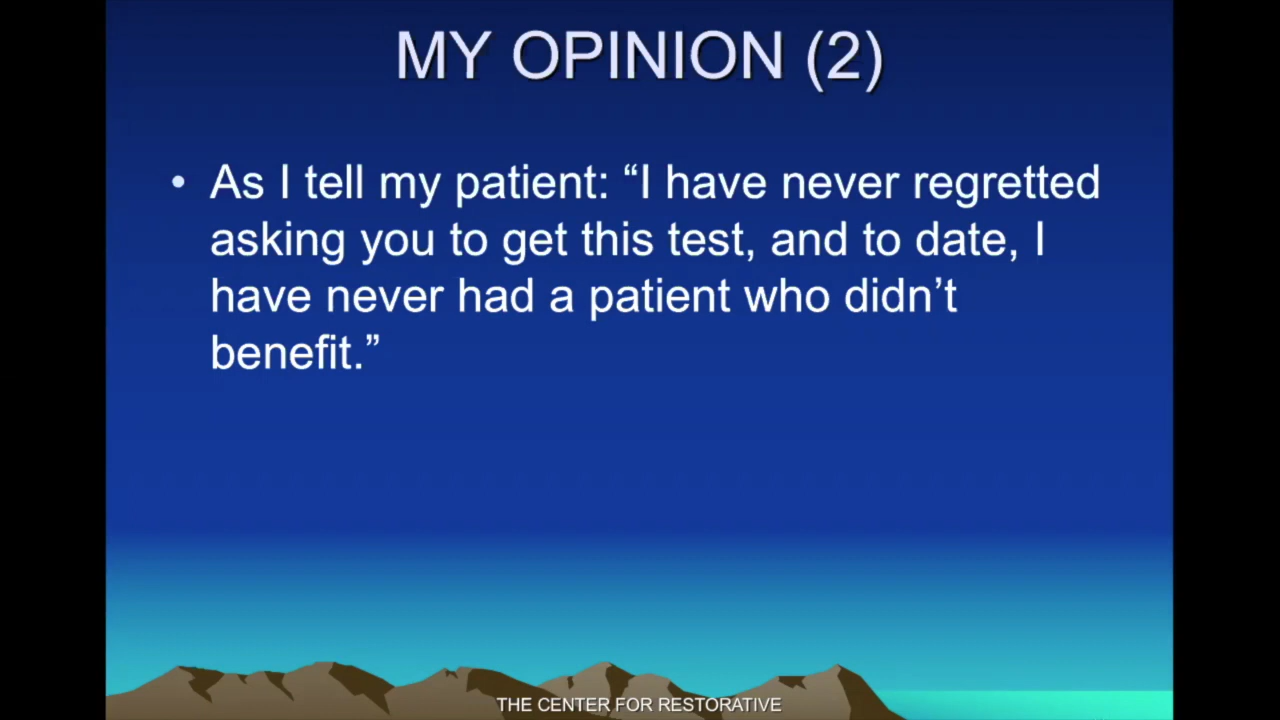 MY OPINION (2)
• As I tell my patient: “I have never regretted
asking you to get this test, and to date, I
have never had a patient who didn’t
benefit.”
THE CENTER FOR RESTORATIVE